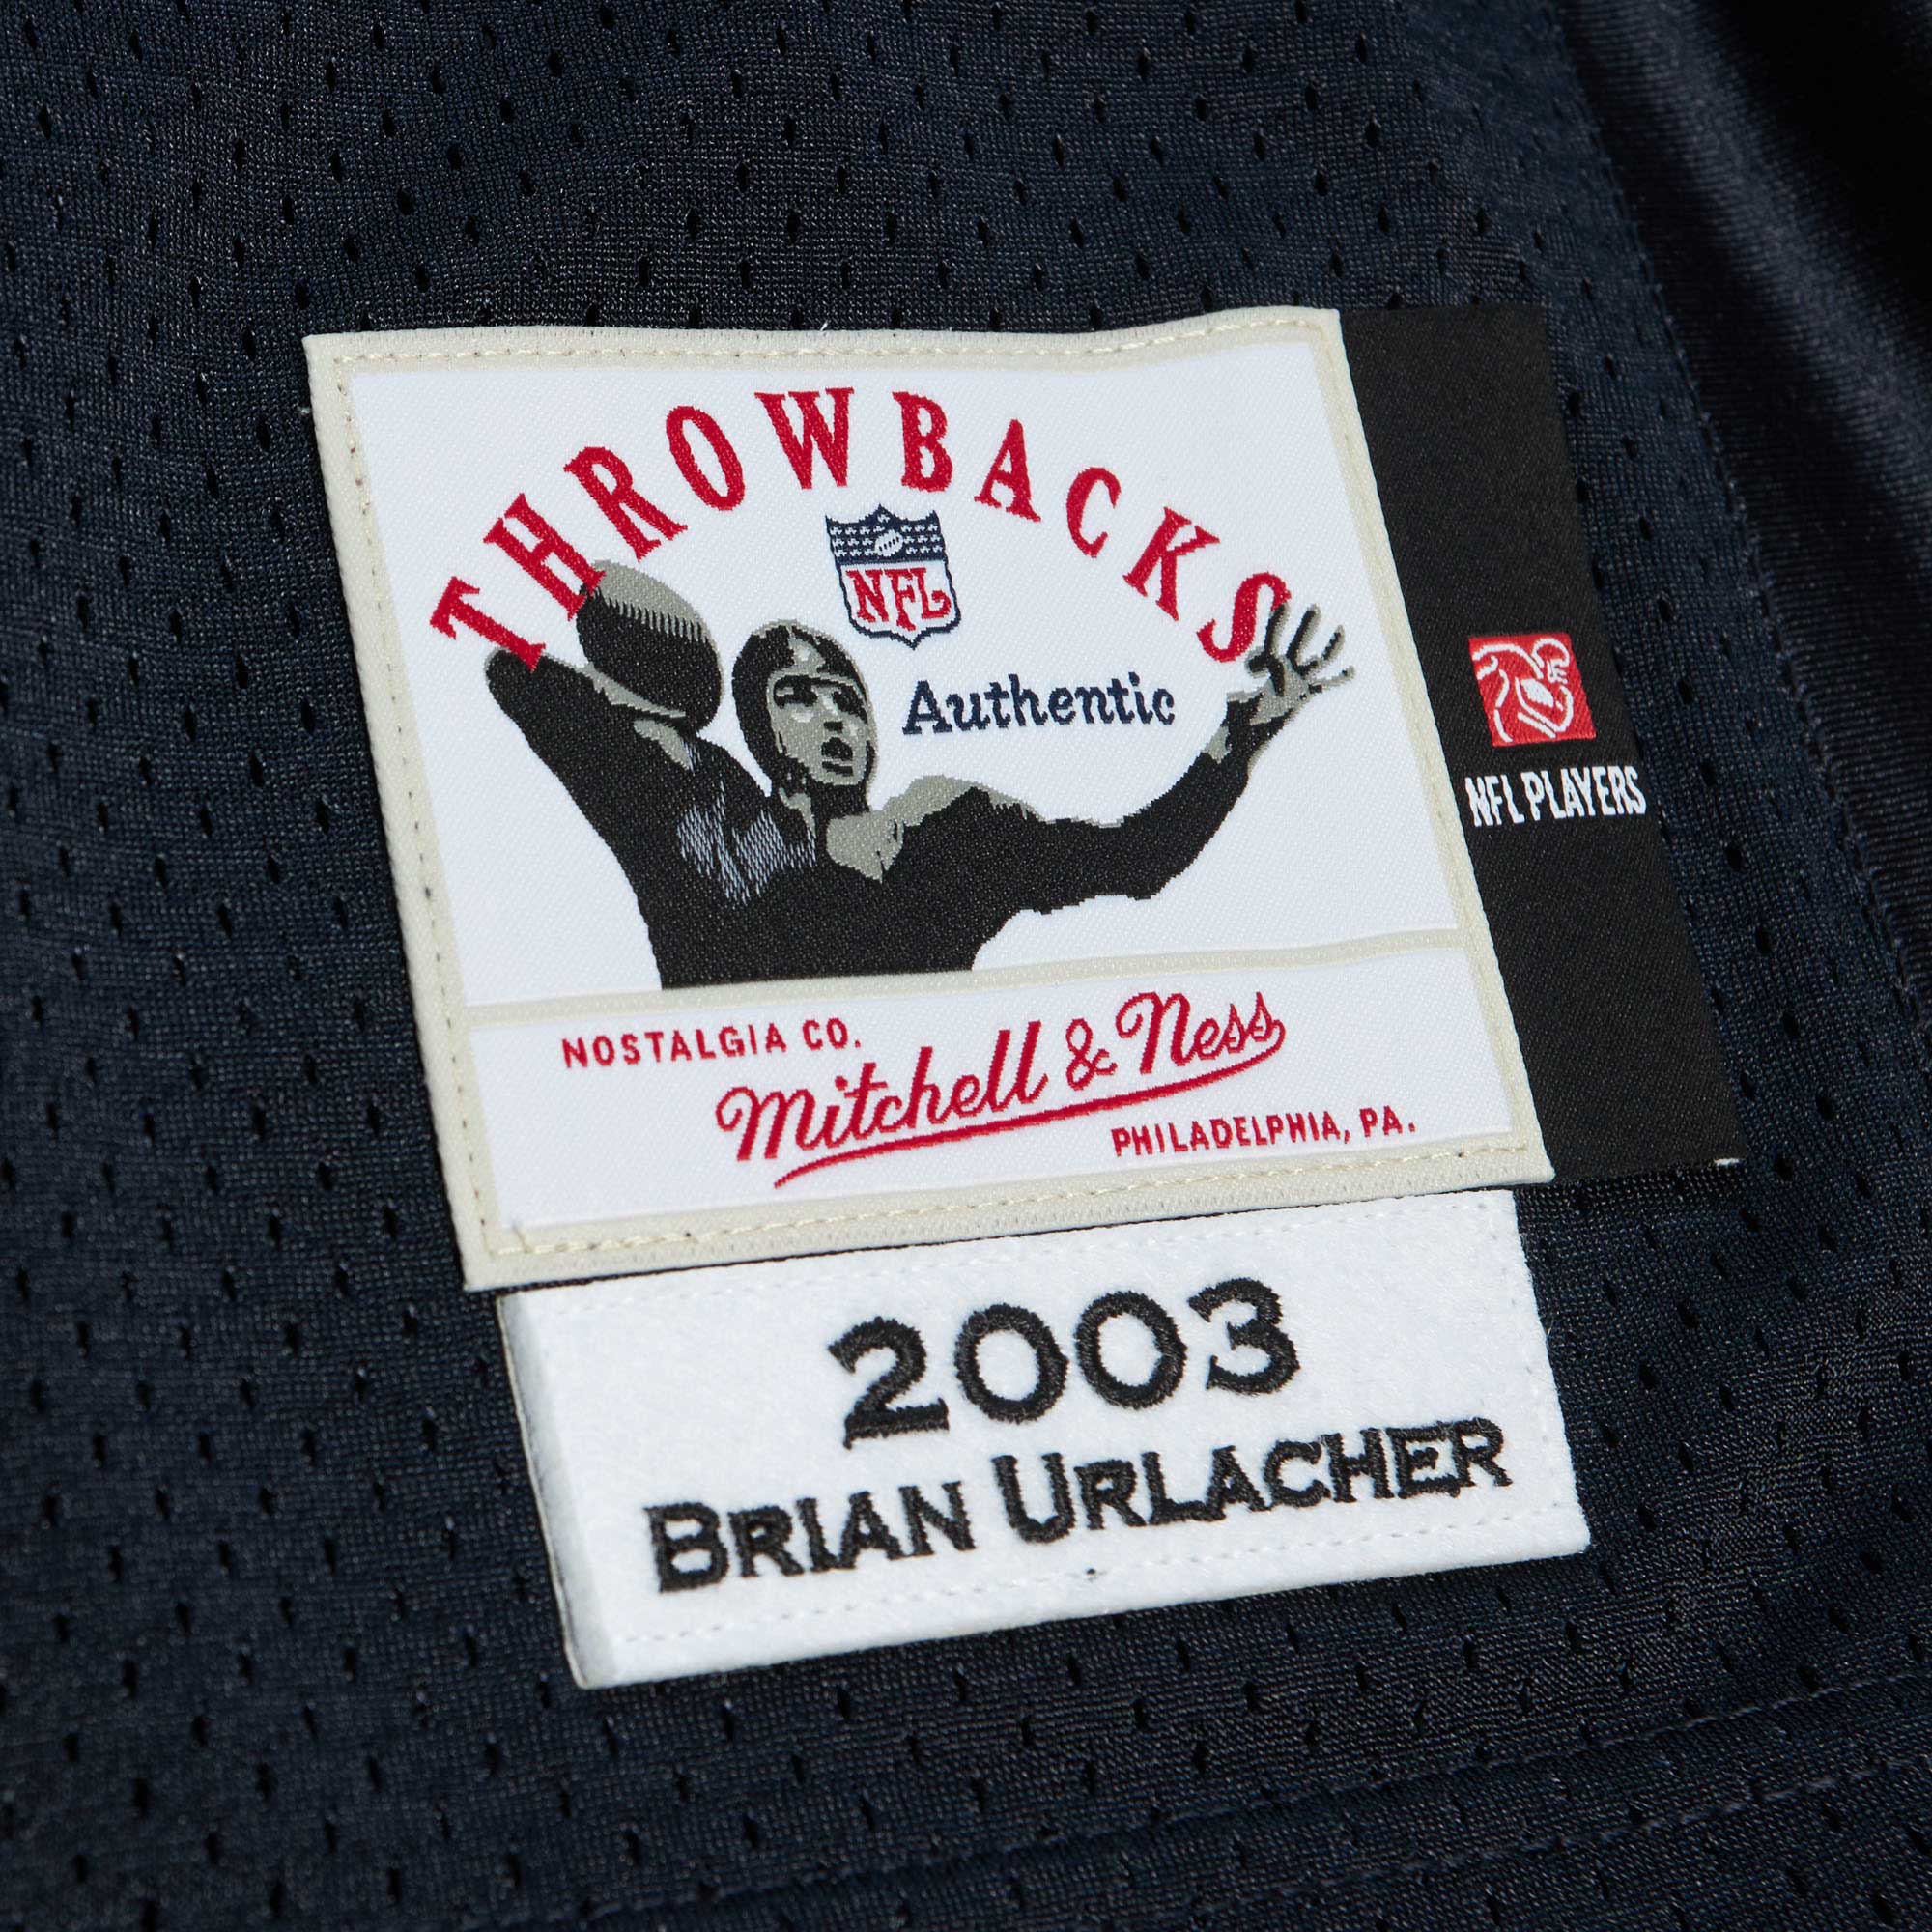 THROWBACKS
NFL
Authentic
NFL PLAYERS
NOSTALGIA CO.
Mitchell & Ness
PHILADELPHIA, PA.
2003
BRIAN URLACHER